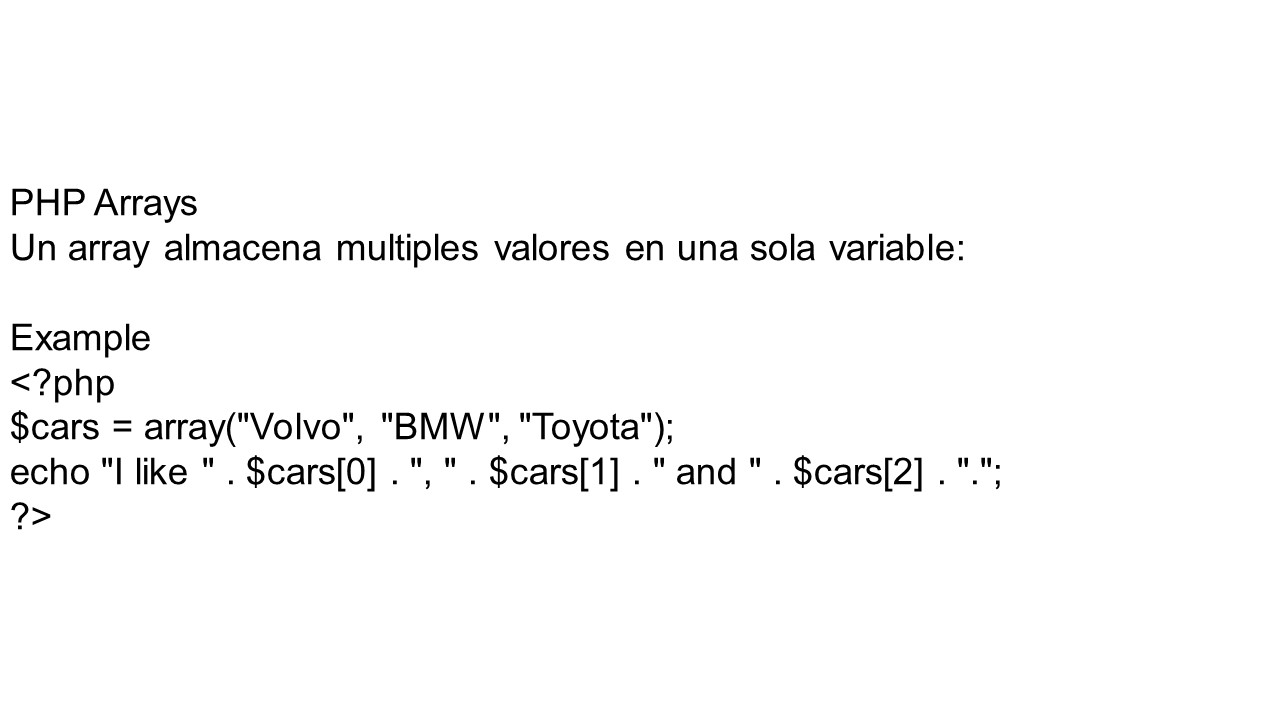 PHP Arrays
Un array almacena multiples valores en una sola variable:
Example
<?php
$cars = array("Volvo", "BMW", "Toyota");
echo "I like " . $cars[0] . ", " . $cars[1] . " and " . $cars[2] . ".";
?>